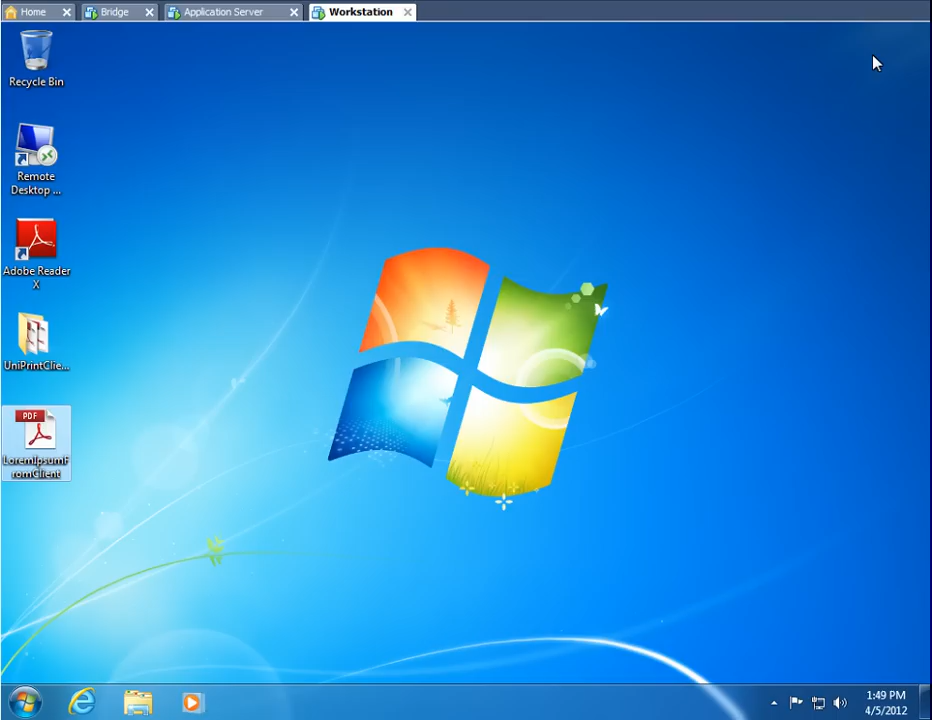 Home
Bridge
Application Server
Workstation
Recycle Bin
Remote
Desktop ...
Adobe Reader
X
UniPrintClie...
PDF
LoremIpsumF
romClient
1:49 PM
4/5/2012